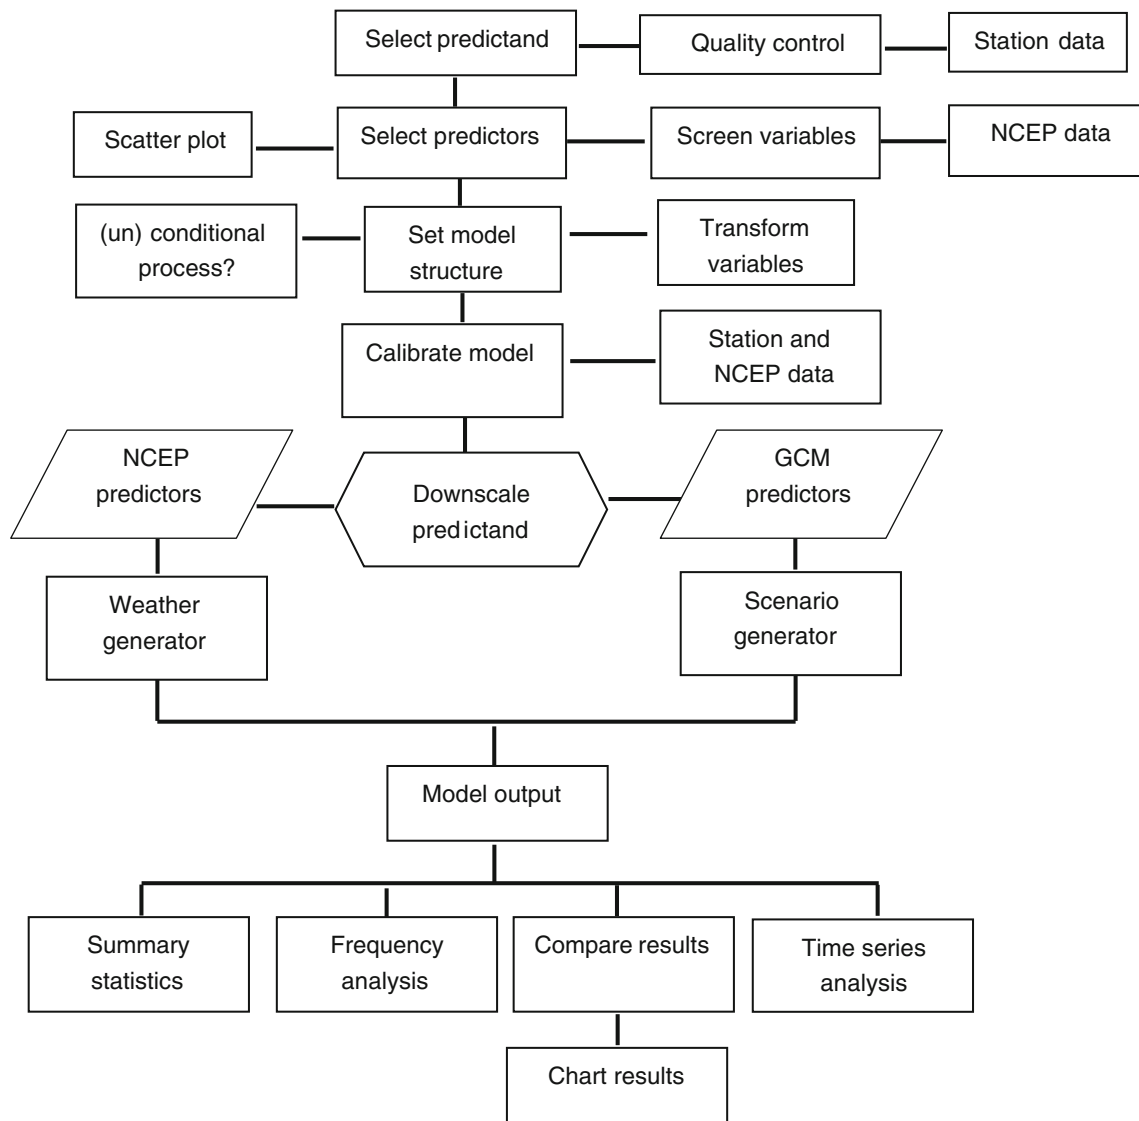 Select predictand
Quality control
Station data
Scatter plot
Select predictors
Screen variables
NCEP data
(un) conditional
process?
Set model
structure
Transform
variables
Calibrate model
Station and
NCEP data
NCEP
predictors
Downscale
predictand
GCM
predictors
Weather
generator
Scenario
generator
Model output
Summary
statistics
Frequency
analysis
Compare results
Time series
analysis
Chart results